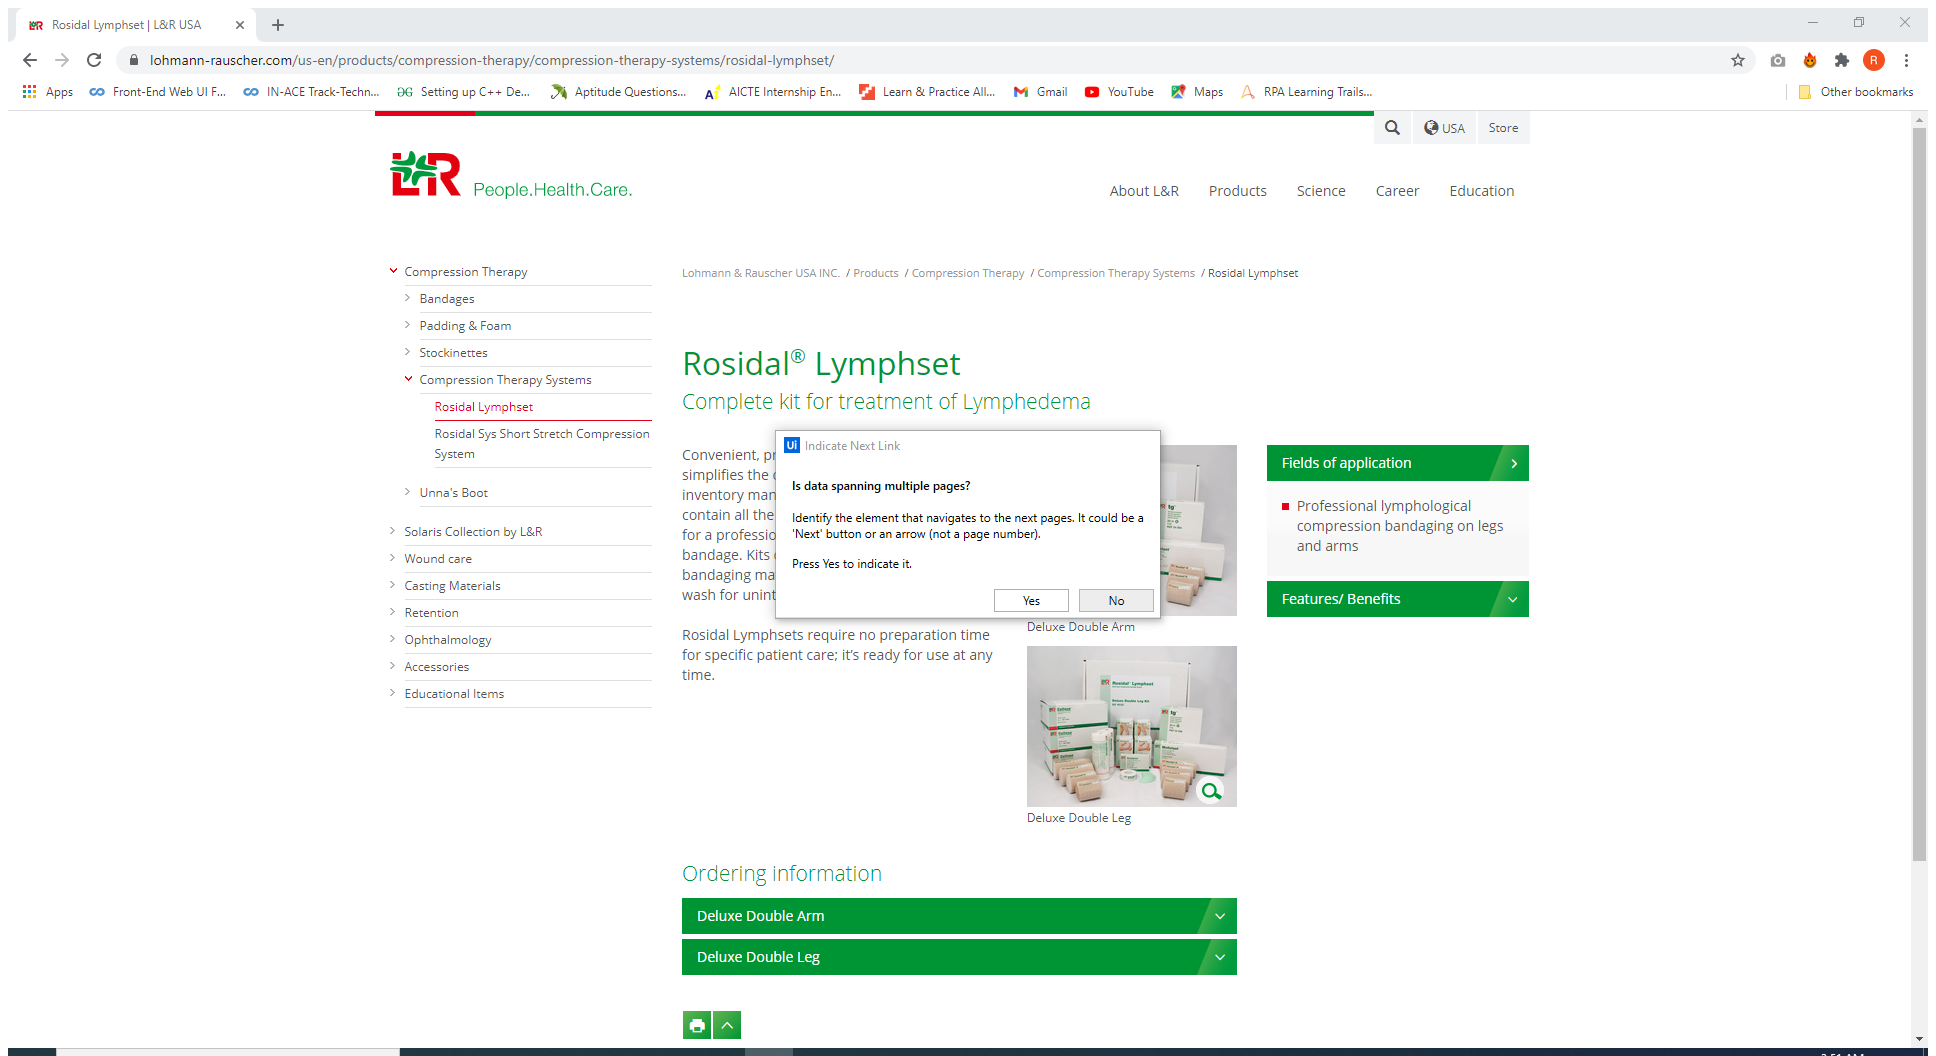 Rosidal Lymphset | L&R USA
lohmann-rauscher.com/us-en/products/compression-therapy/compression-therapy-systems/rosidal-lymphset/
R
Apps
Front-End Web UI F...
IN-ACE Track-Techn...
Setting up C++ De...
Aptitude Questions...
AICTE Internship En...
Learn & Practice All...
Gmail
YouTube
Maps
RPA Learning Trails...
Other bookmarks
USA
Store
L&R
People.Health.Care.
About L&R
Products
Science
Career
Education
Compression Therapy
Bandages
Padding & Foam
Stockinettes
Compression Therapy Systems
Rosidal Lymphset
Rosidal Sys Short Stretch Compression
System
Unna's Boot
Solaris Collection by L&R
Wound care
Casting Materials
Retention
Ophthalmology
Accessories
Educational Items
Lohmann & Rauscher USA INC. / Products / Compression Therapy / Compression Therapy Systems / Rosidal Lymphset
Rosidal® Lymphset
Complete kit for treatment of Lymphedema
Convenient, pr
simplifies the
inventory man
contain all the
for a professio
bandage. Kits
bandaging ma
wash for unint
Rosidal Lymphsets require no preparation time
for specific patient care; it's ready for use at any
time.
Ui Indicate Next Link
Is data spanning multiple pages?
Identify the element that navigates to the next pages. It could be a
'Next' button or an arrow (not a page number).
Press Yes to indicate it.
Yes
No
Deluxe Double Arm
Rosidal® Lymphset
Deluxe Double Leg
Fields of application
Professional lymphological
compression bandaging on legs
and arms
Features/ Benefits
Ordering information
Deluxe Double Arm
Deluxe Double Leg